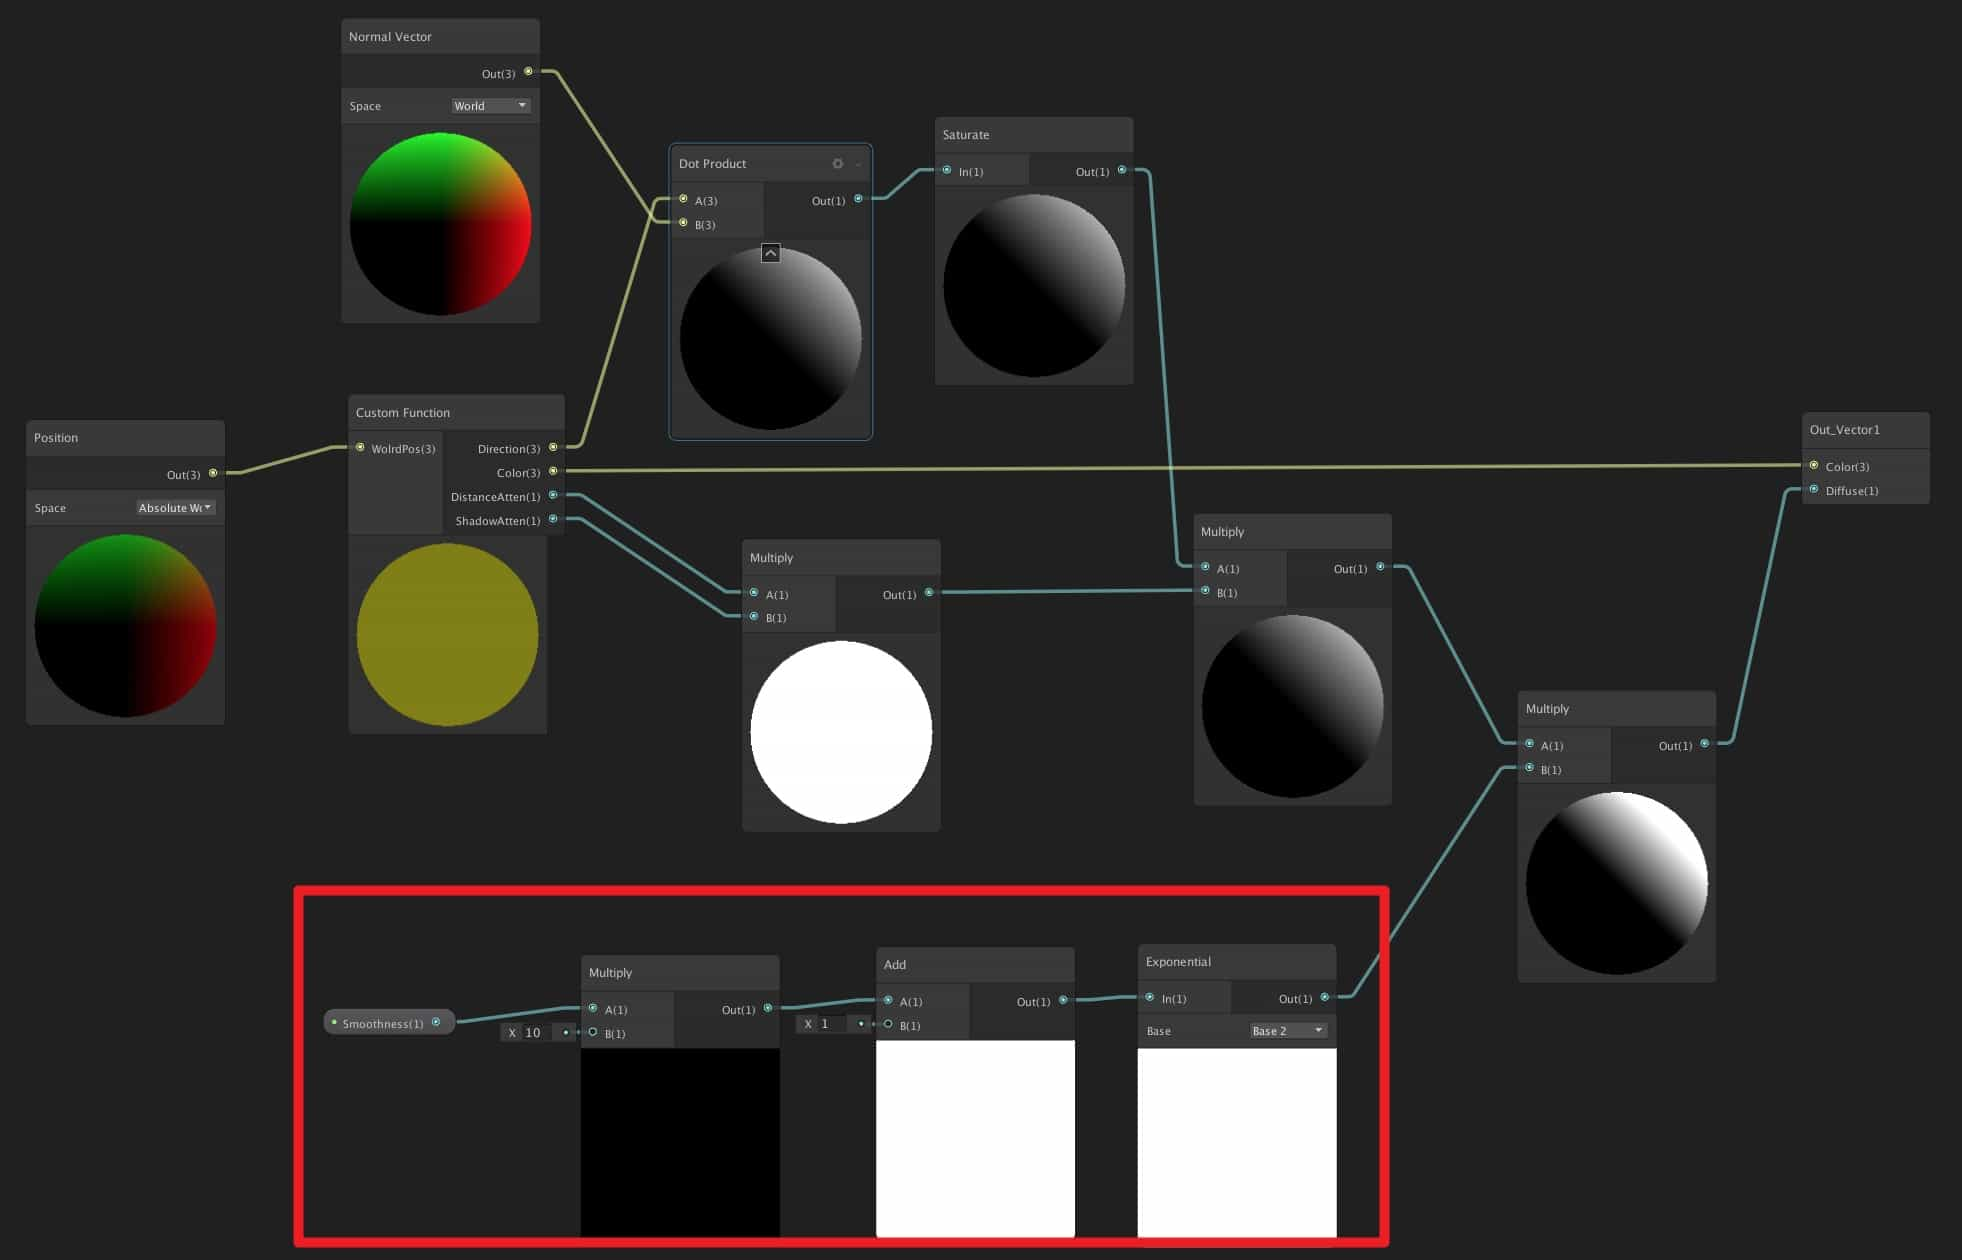 Normal Vector
Out(3)
Space World
Dot Product
A(3) Out(1)
B(3)
Saturate
In(1) Out(1)
Position
Out(3)
Space Absolute Wo
Custom Function
WolrdPos(3) Direction(3)
Color(3)
DistanceAtten(1)
ShadowAtten(1)
Multiply
A(1) Out(1)
B(1)
Multiply
A(1) Out(1)
B(1)
Out_Vector1
Color(3)
Diffuse(1)
Multiply
A(1) Out(1)
B(1)
Smoothness(1)
X 10
Multiply
A(1) Out(1)
B(1)
X 1
Add
A(1) Out(1)
B(1)
Exponential
In(1) Out(1)
Base Base 2